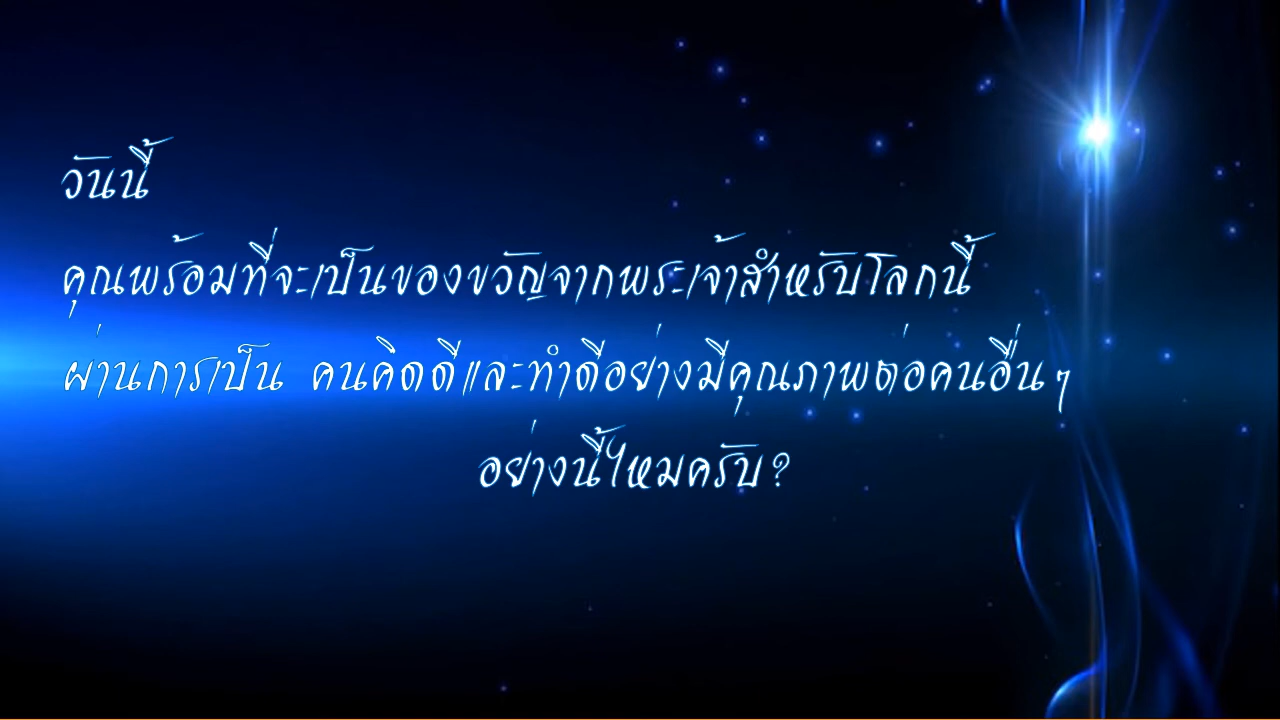 วันนี้
คุณพร้อมที่จะเป็นของขวัญจากพระเจ้าสำหรับโลกนี้
ผ่านการเป็น คนคิดดีและทำดีอย่างมีคุณภาพต่อคนอื่นๆ
อย่างนี้ไหมครับ?